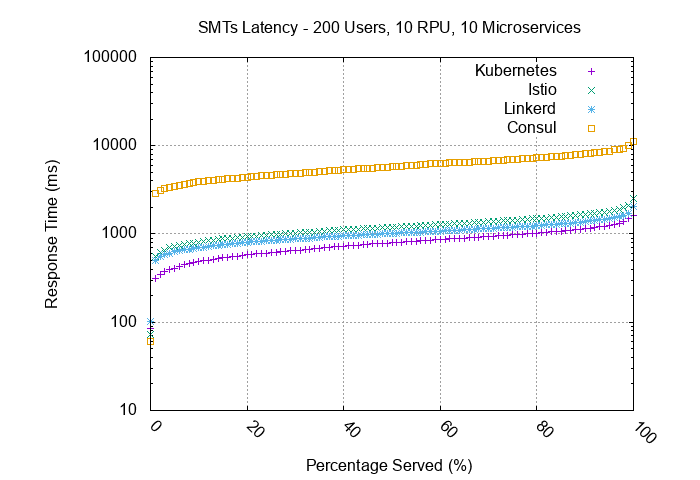 SMTs Latency - 200 Users, 10 RPU, 10 Microservices
100000
10000
1000
100
10
Response Time (ms)
Kubernetes
Istio
Linkerd
Consul
0
20
40
60
80
100
Percentage Served (%)